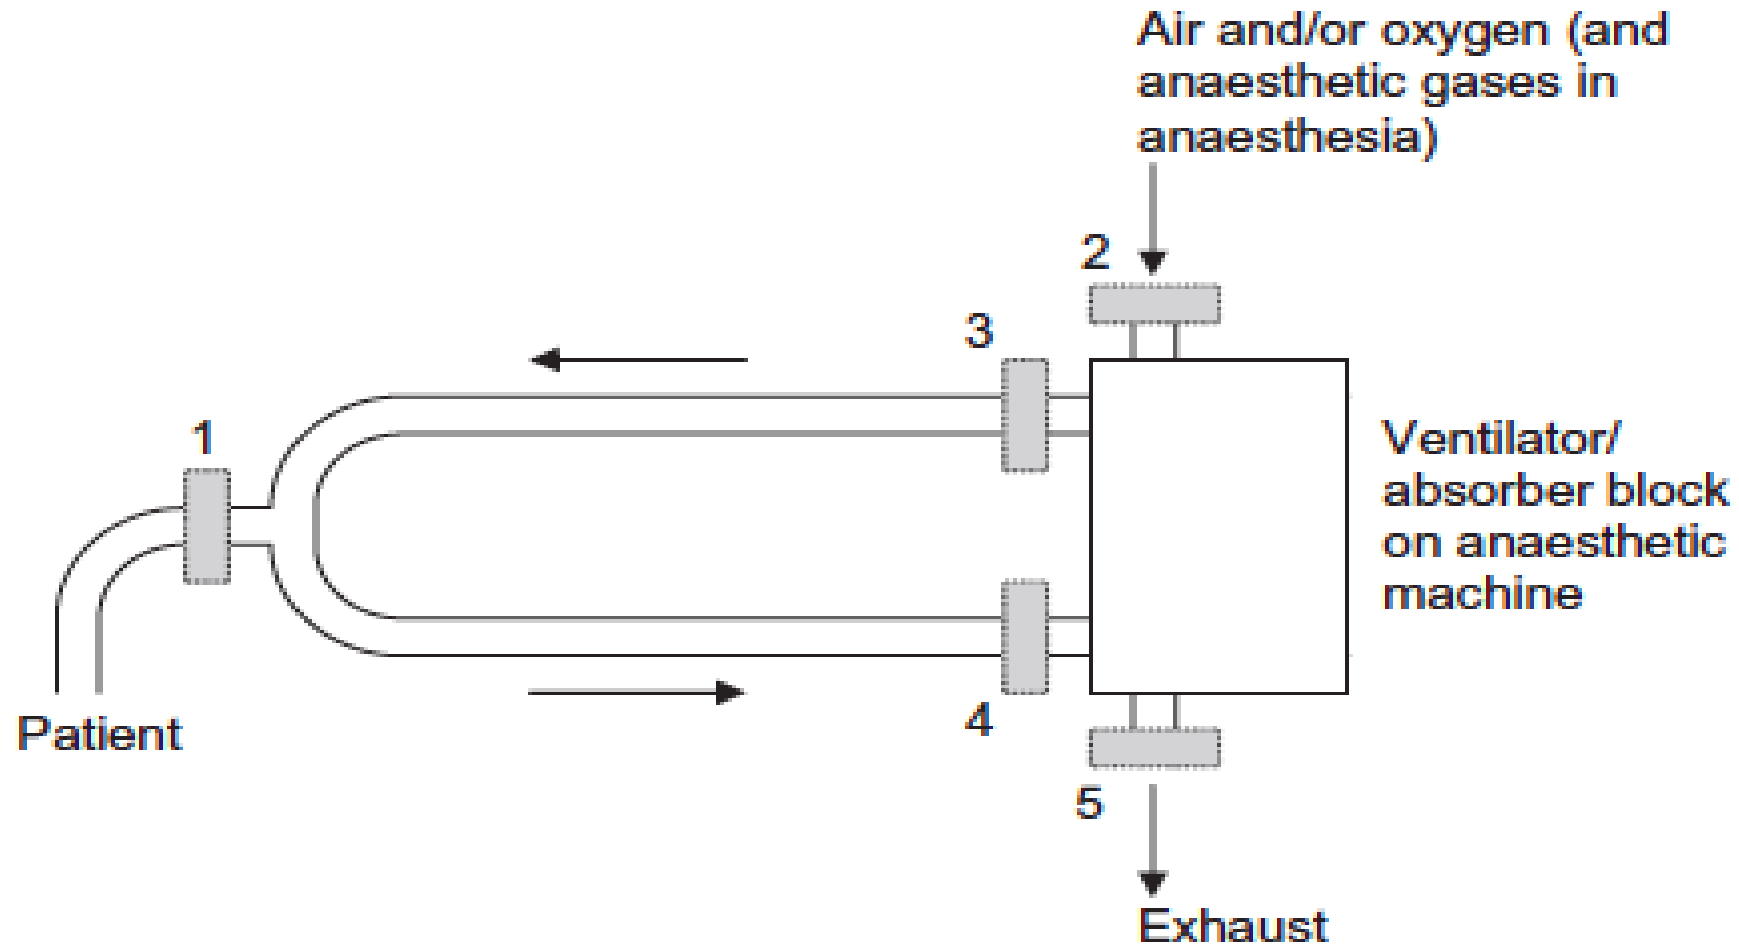 Air and/or oxygen (and
anaesthetic gases in
anaesthesia)
2
3
1
Ventilator/
absorber block
on anaesthetic
machine
4
Patient
5
Exhaust